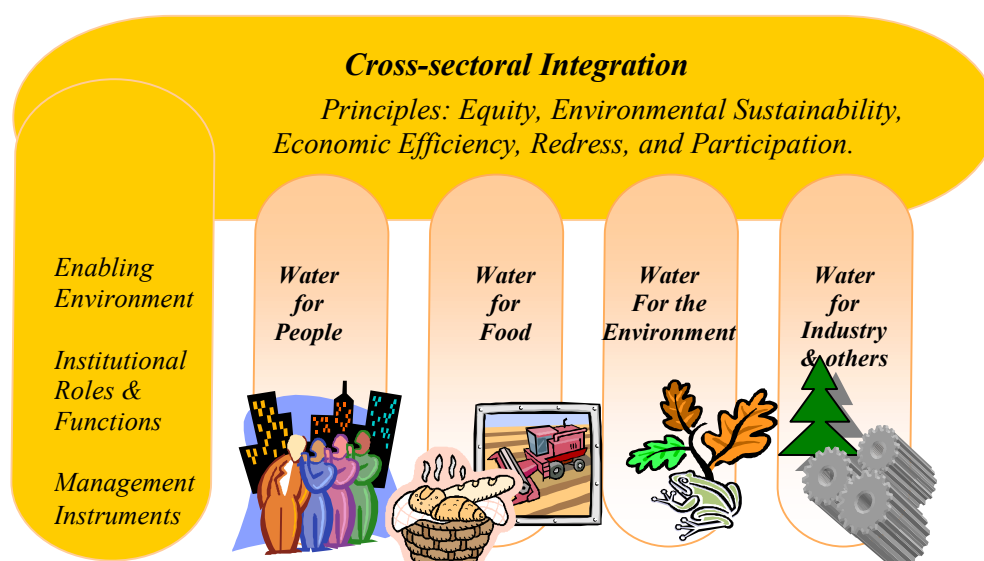 Cross-sectoral Integration
Principles: Equity, Environmental Sustainability,
Economic Efficiency, Redress, and Participation.
Enabling
Environment
Institutional
Roles &
Functions
Management
Instruments
Water
for
People
Water
for
Food
Water
For the
Environment
Water
for
Industry
& others